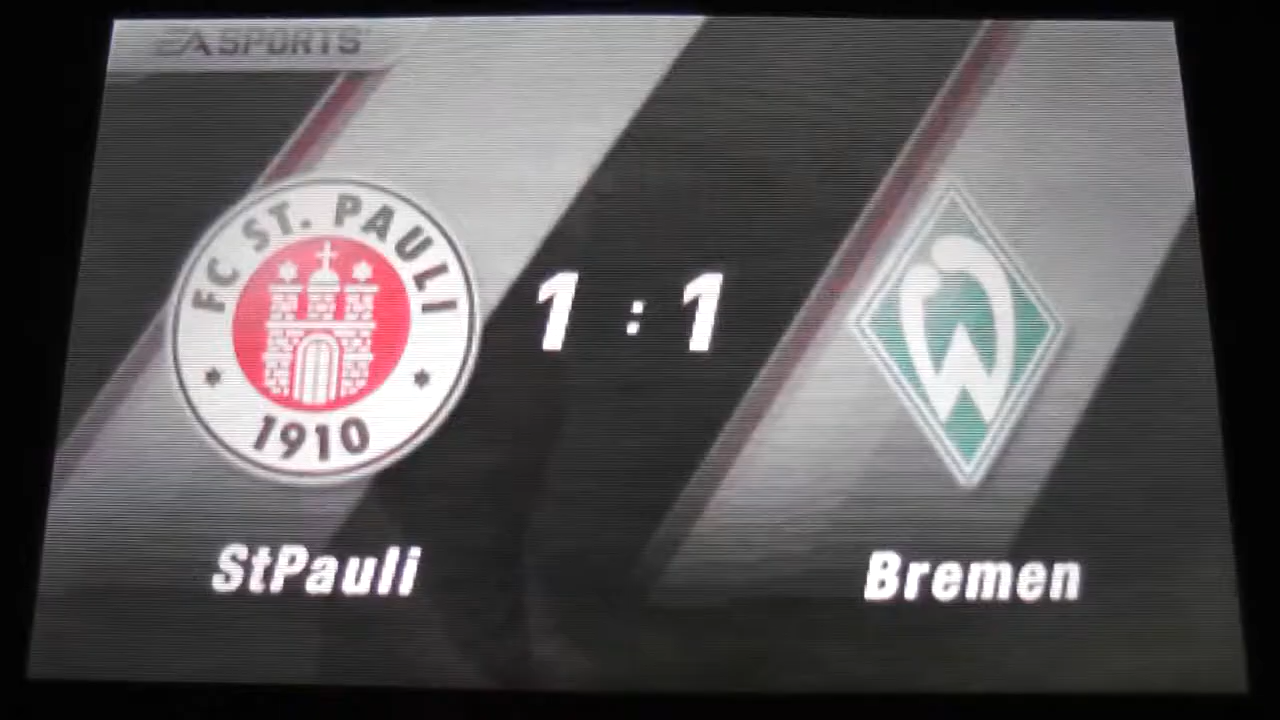 EA SPORTS
FC ST. PAULI
1910
1 : 1
W
StPauli
Bremen